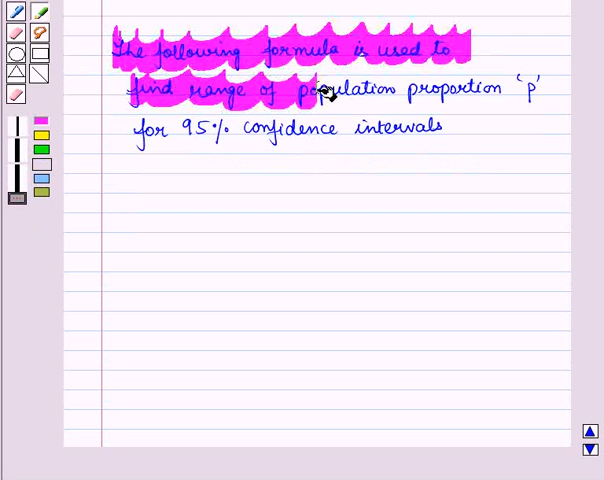 The following formula is used to
find range of population proportion 'p'
for 95% confidence intervals